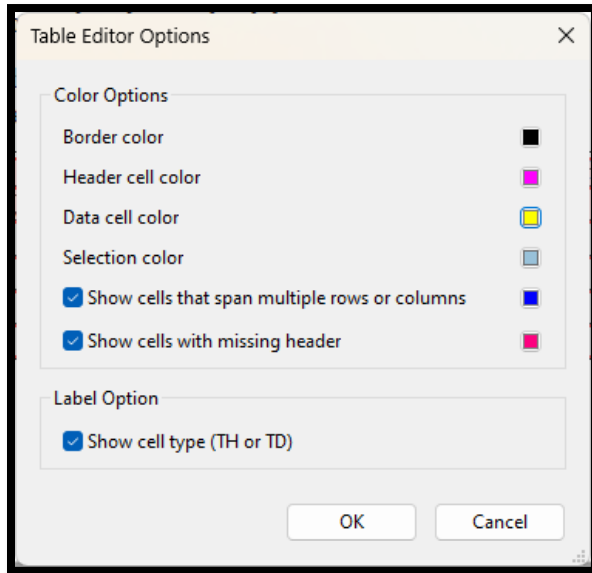 Table Editor Options
Color Options
Border color
Header cell color
Data cell color
Selection color
Show cells that span multiple rows or columns
Show cells with missing header
Label Option
Show cell type (TH or TD)
OK Cancel